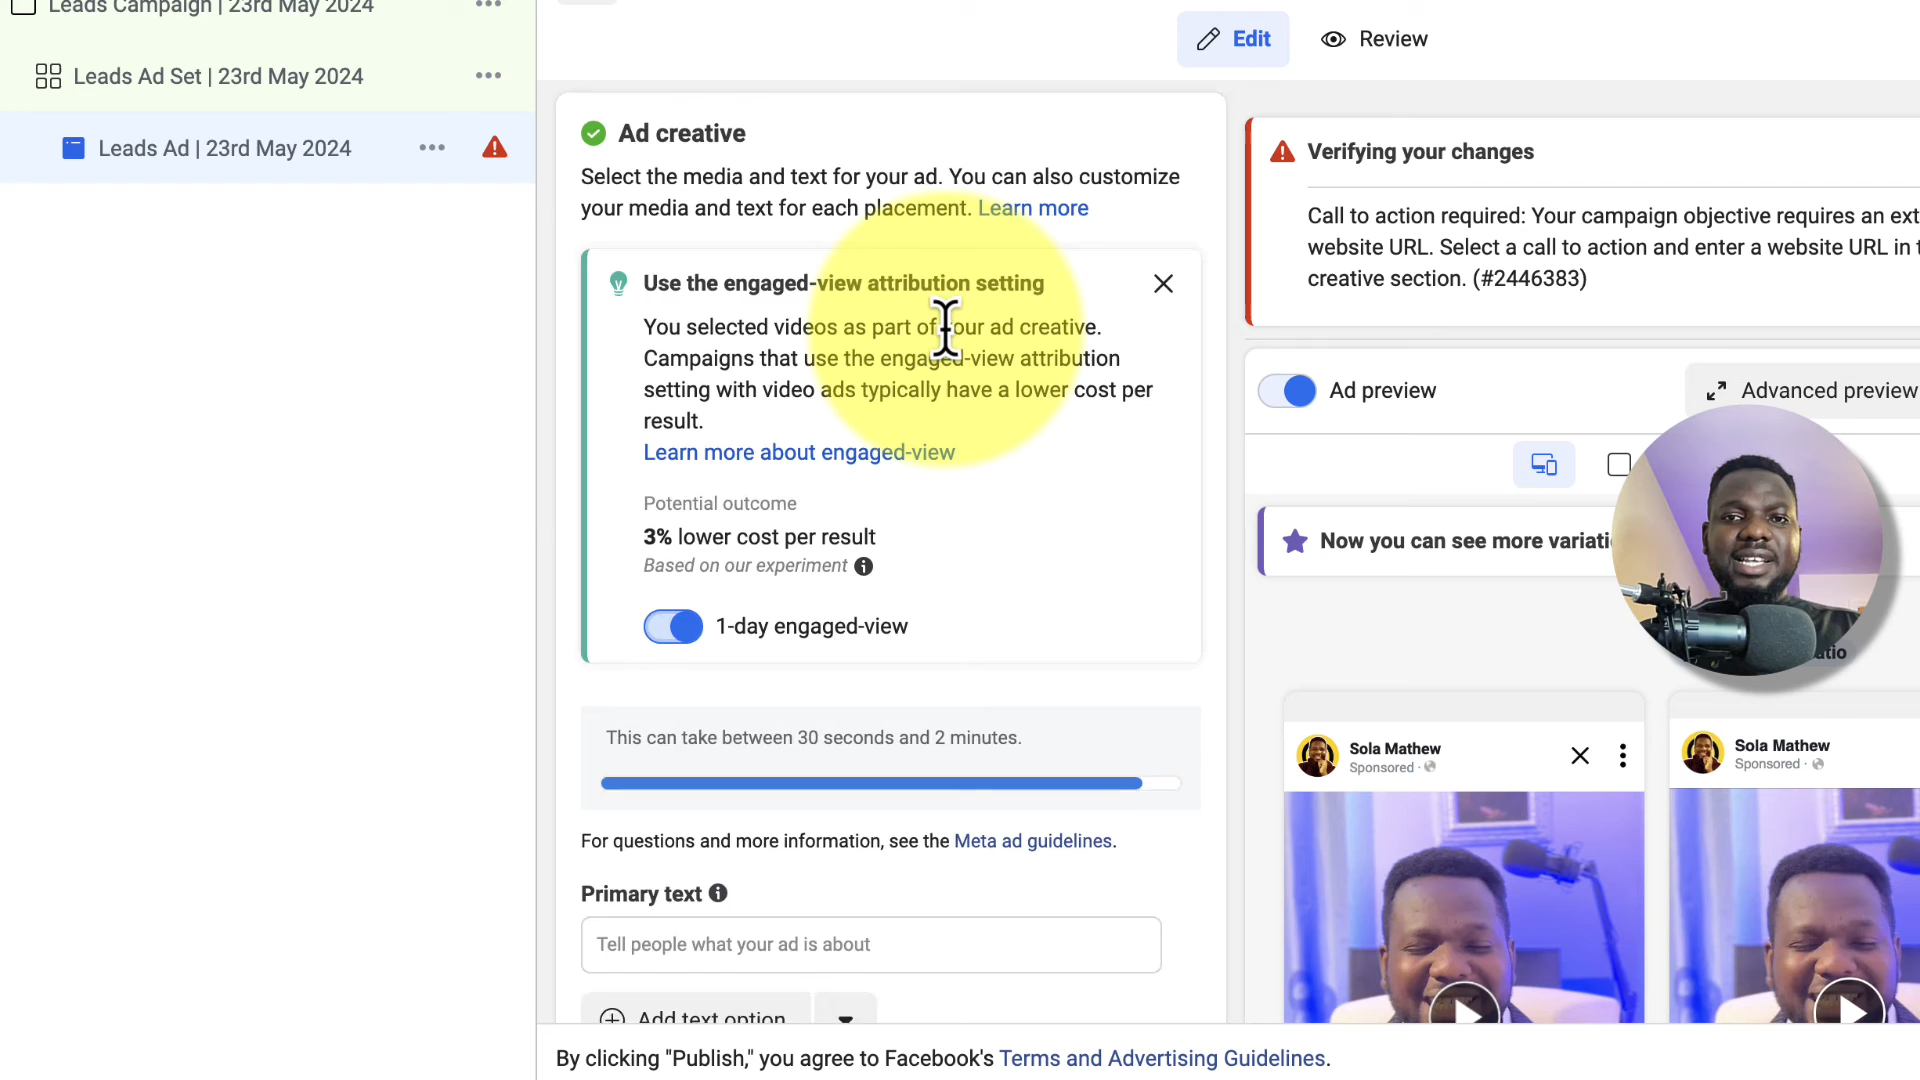 Leads Campaign | 23rd May 2024
Leads Ad Set | 23rd May 2024
Leads Ad | 23rd May 2024
Edit
Review
Ad creative
Select the media and text for your ad. You can also customize
your media and text for each placement. Learn more
Use the engaged-view attribution setting
You selected videos as part of your ad creative.
Campaigns that use the engaged-view attribution
setting with video ads typically have a lower cost per
result.
Learn more about engaged-view
Potential outcome
3% lower cost per result
Based on our experiment
1-day engaged-view
This can take between 30 seconds and 2 minutes.
For questions and more information, see the Meta ad guidelines.
Primary text
Tell people what your ad is about
Add text option
By clicking "Publish," you agree to Facebook's Terms and Advertising Guidelines.
Verifying your changes
Call to action required: Your campaign objective requires an ext
website URL. Select a call to action and enter a website URL in t
creative section. (#2446383)
Ad preview
Advanced preview
Now you can see more variati
atio
Sola Mathew
Sponsored ·
Sola Mathew
Sponsored ·